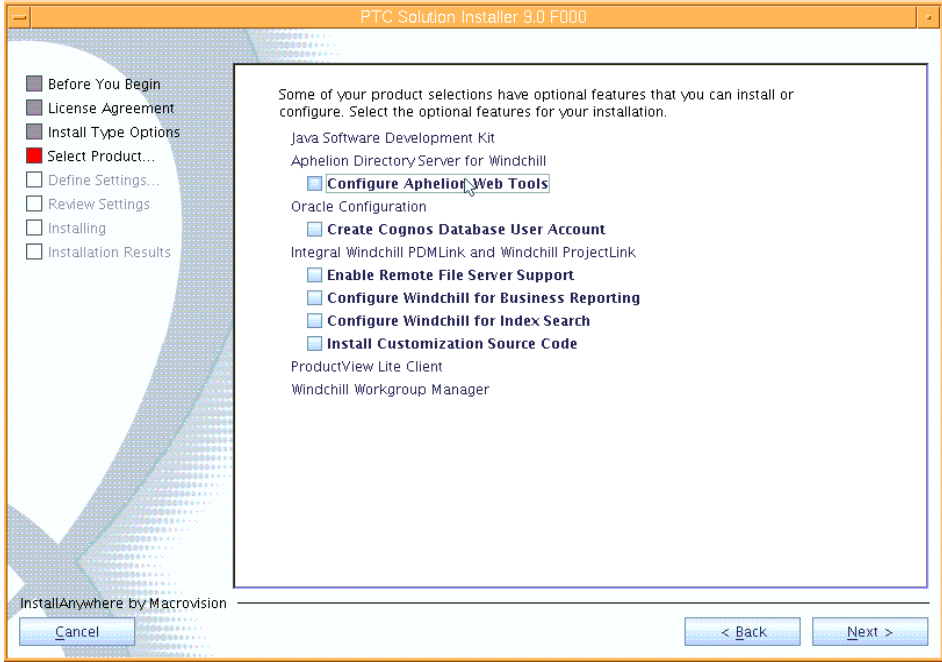 PTC Solution Installer 9.0 F000
Before You Begin
License Agreement
Install Type Options
Select Product...
Define Settings...
Review Settings
Installing
Installation Results
Some of your product selections have optional features that you can install or
configure. Select the optional features for your installation.
Java Software Development Kit
Aphelion Directory Server for Windchill
Configure Aphelion Web Tools
Oracle Configuration
Create Cognos Database User Account
Integral Windchill PDMLink and Windchill ProjectLink
Enable Remote File Server Support
Configure Windchill for Business Reporting
Configure Windchill for Index Search
Install Customization Source Code
ProductView Lite Client
Windchill Workgroup Manager
InstallAnywhere by Macrovision
Cancel
< Back
Next >